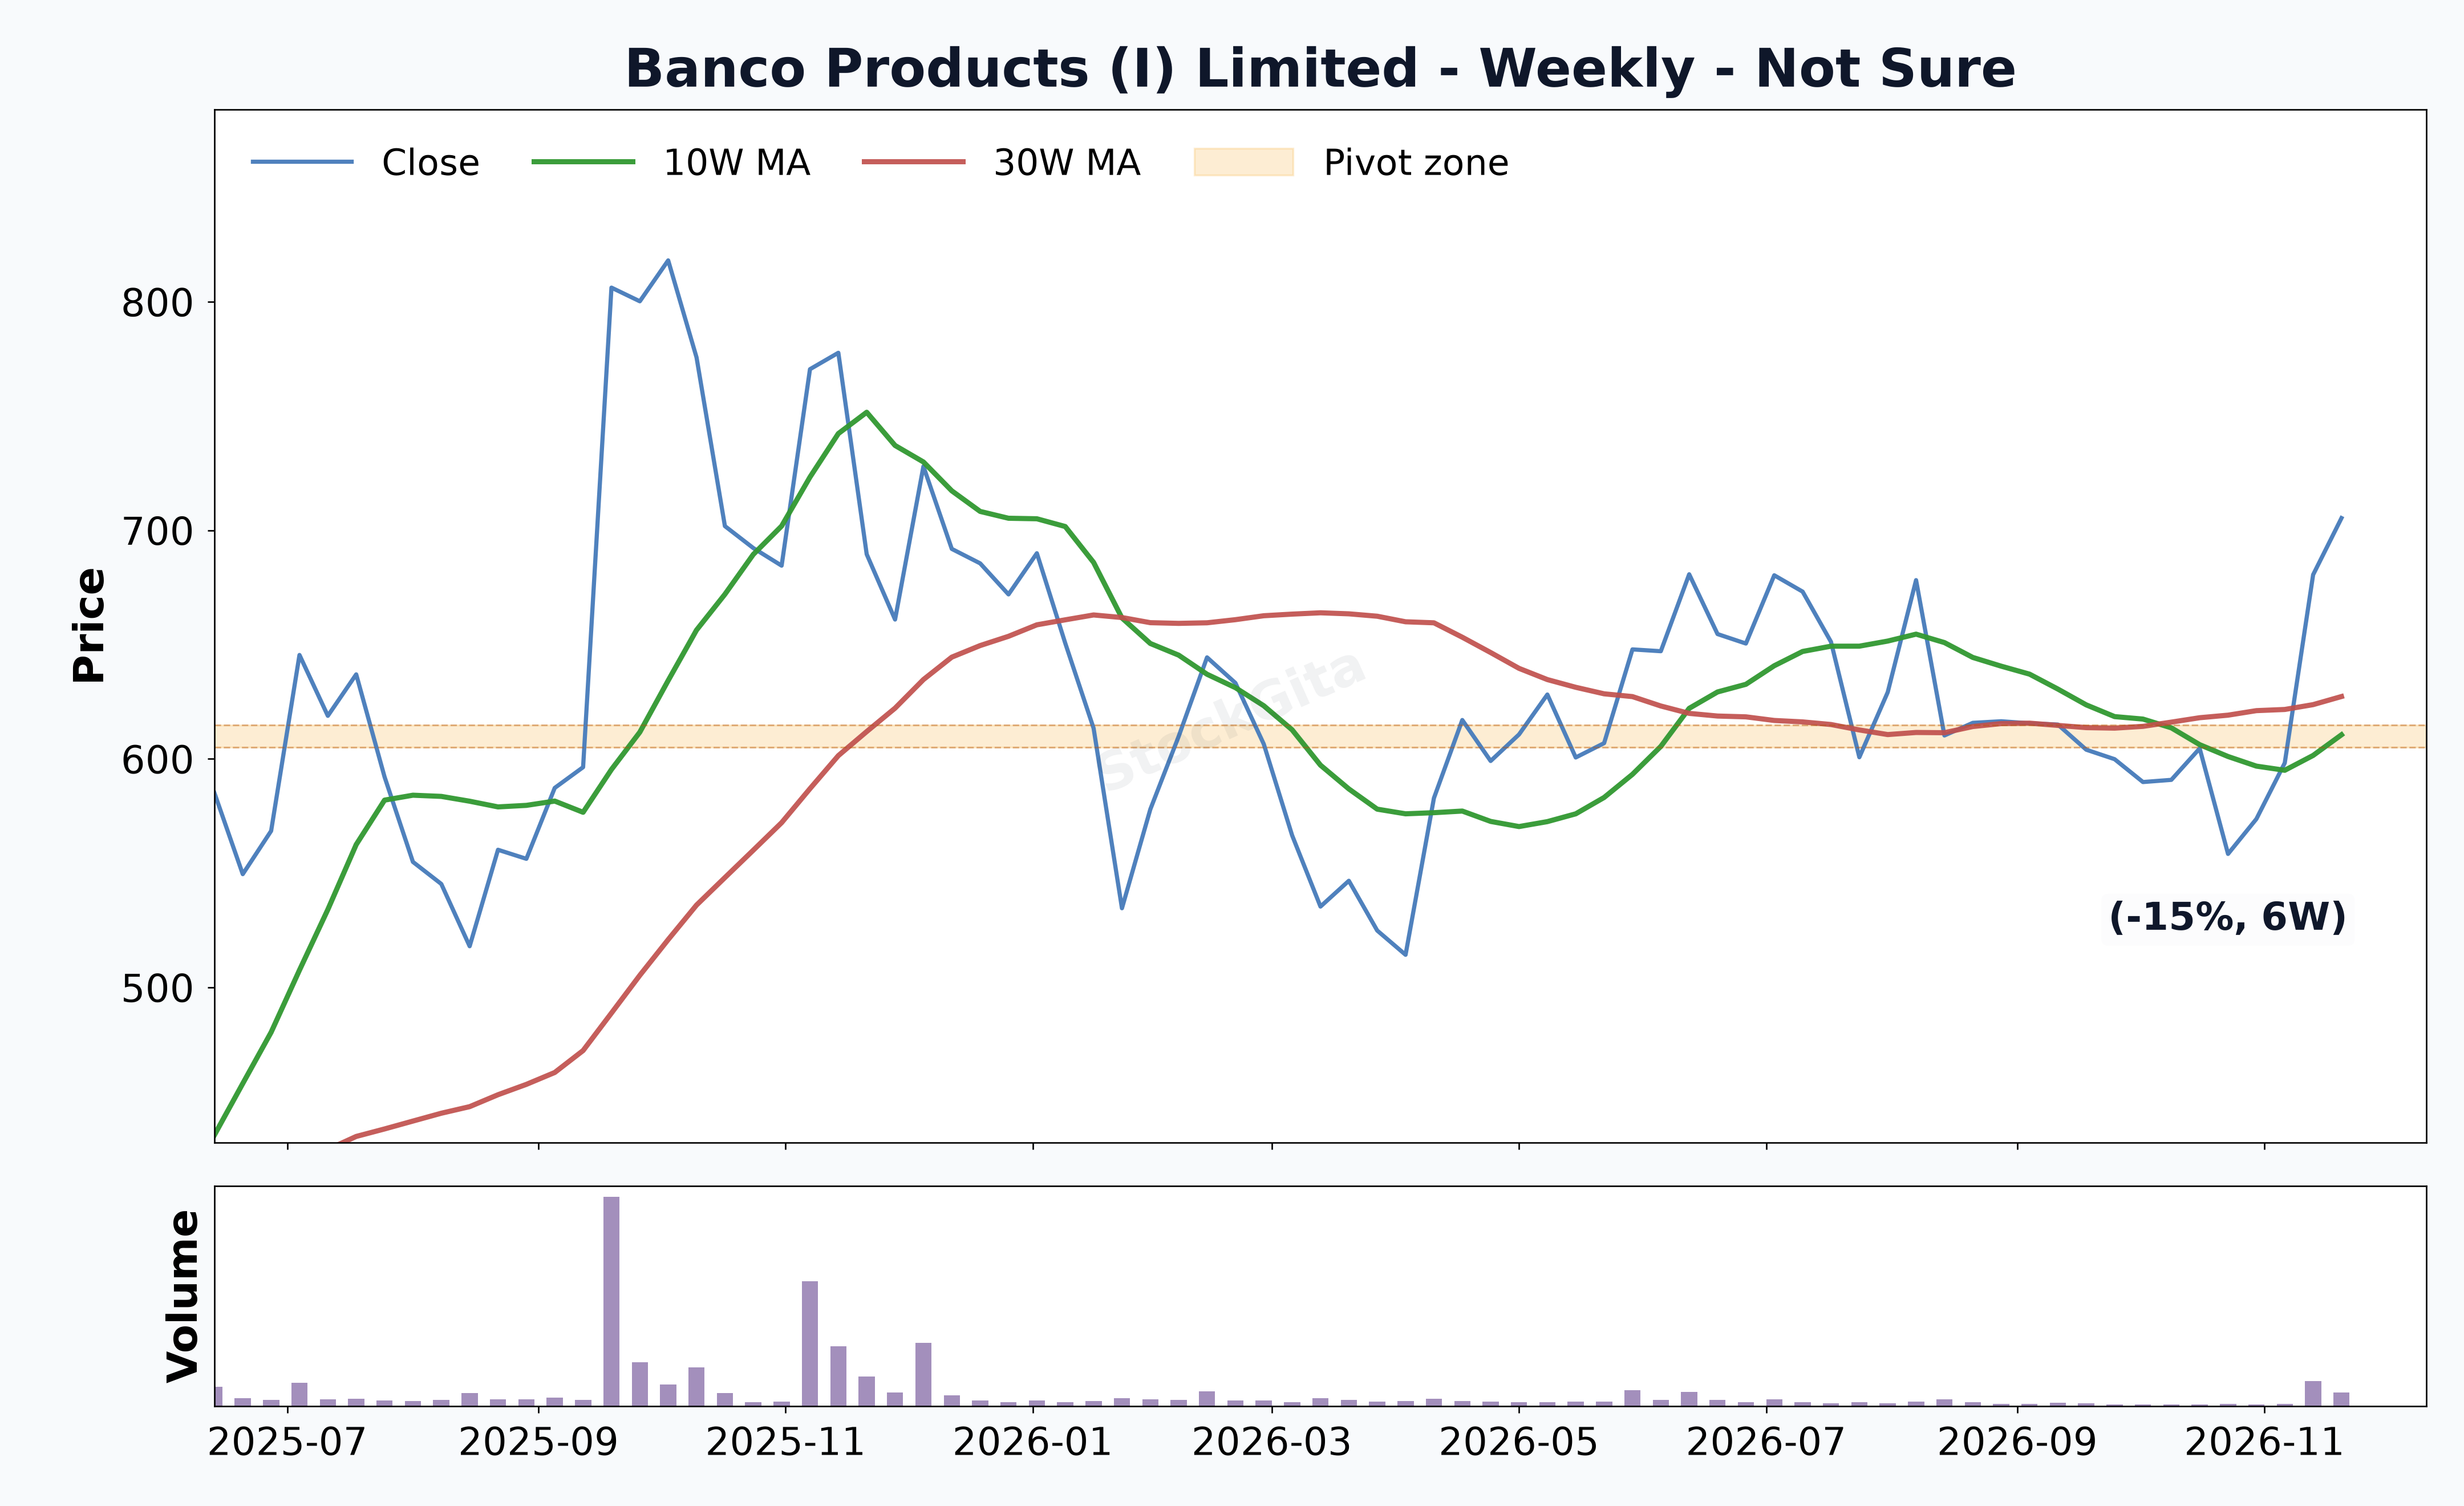 Banco Products (I) Limited - Weekly - Not Sure
Close 10W MA 30W MA Pivot zone
800
700
600
500
Price
StockGita
(-15%, 6W)
Volume
2025-07 2025-09 2025-11 2026-01 2026-03 2026-05 2026-07 2026-09 2026-11